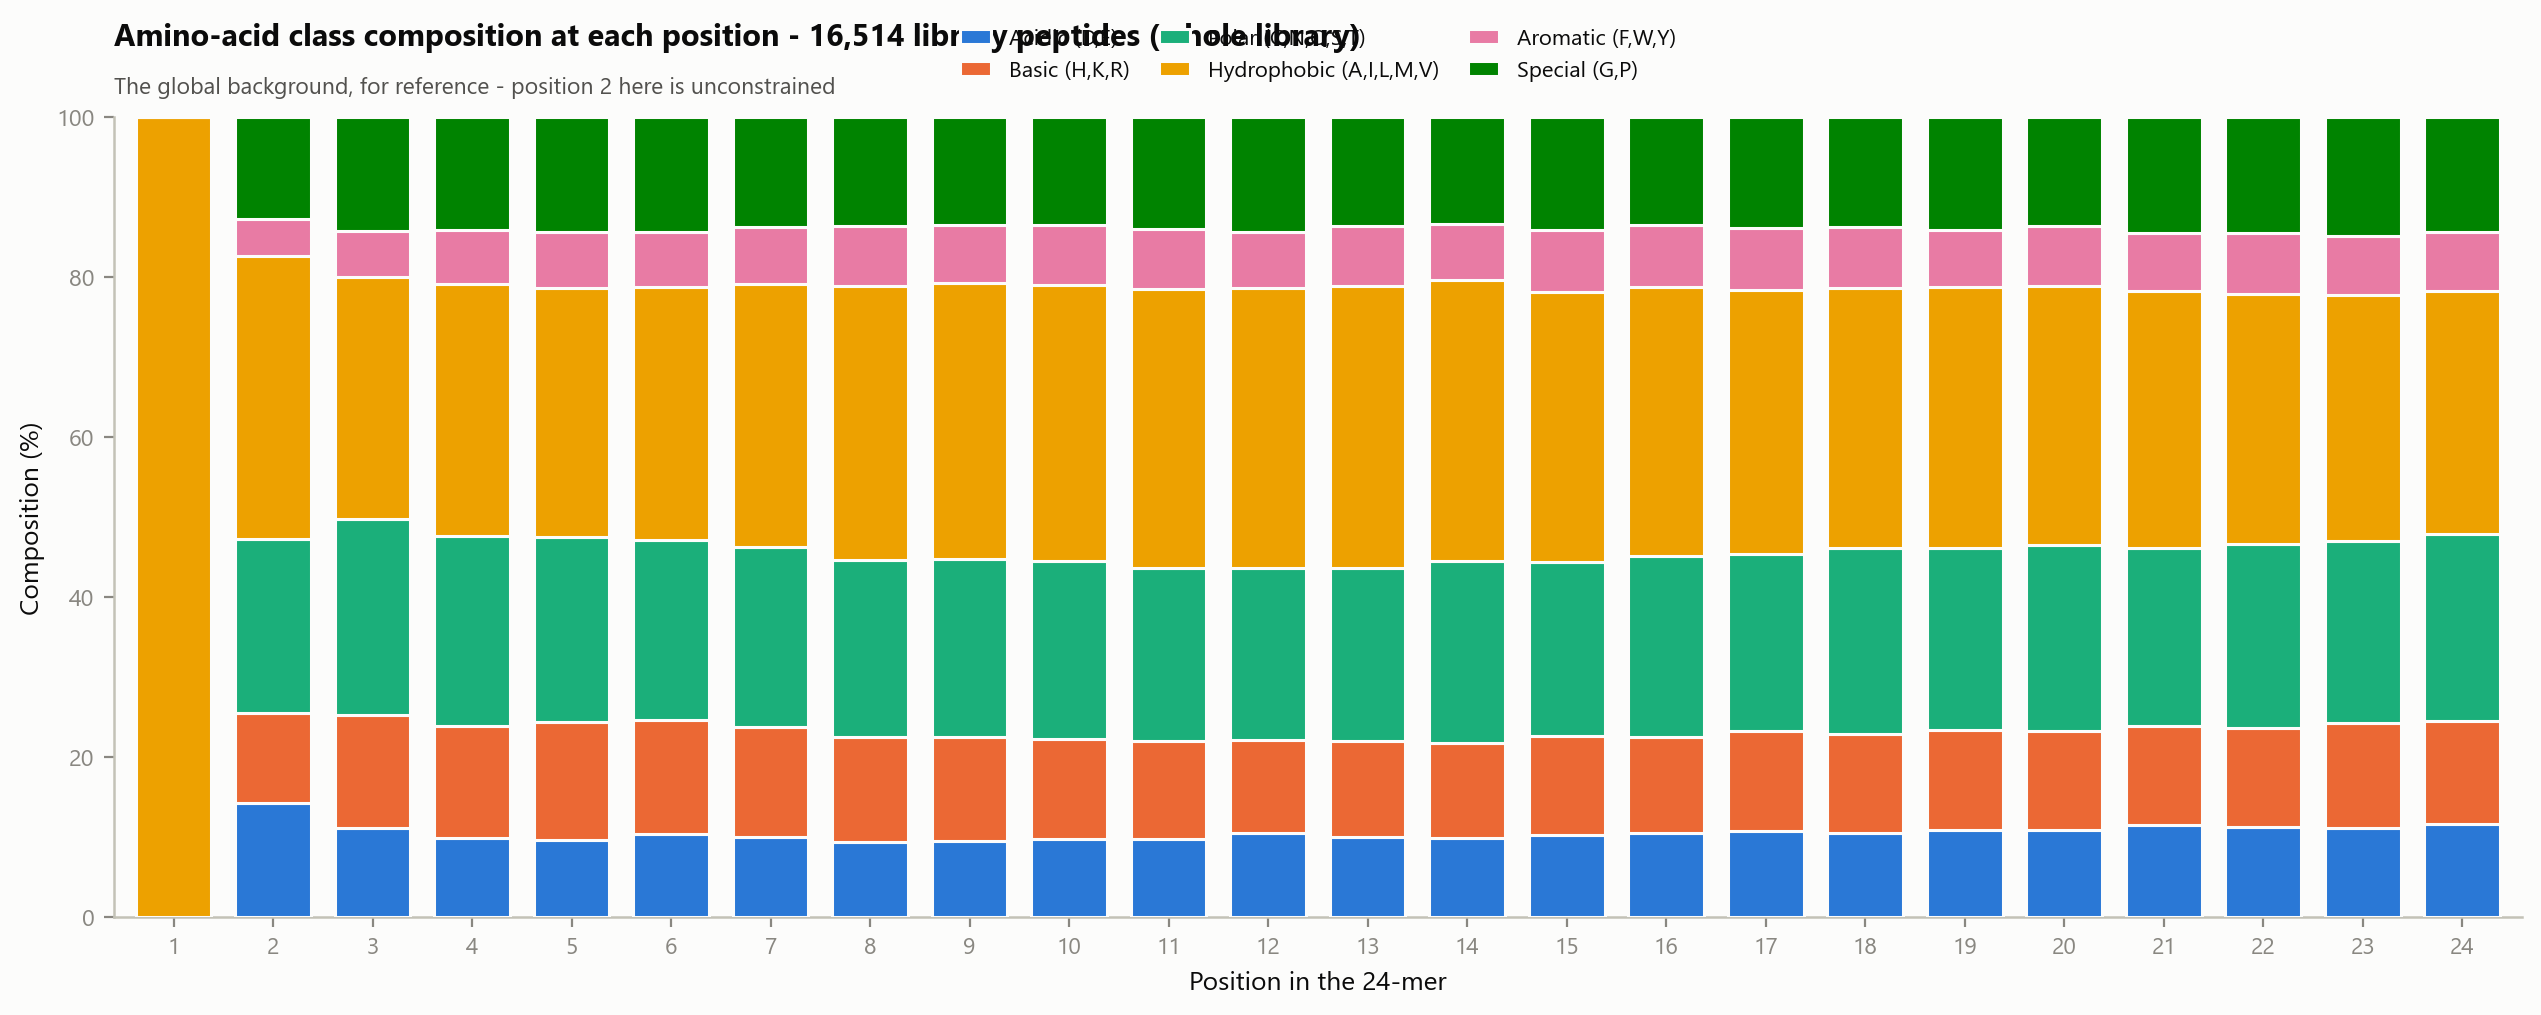 Amino-acid class composition at each position - 16,514 library peptides (whole library)
The global background, for reference - position 2 here is unconstrained
Aromatic (F,W,Y)
Basic (H,K,R)
Hydrophobic (A,I,L,M,V)
Special (G,P)
Composition (%)
100
80
60
40
20
0
1 2 3 4 5 6 7 8 9 10 11 12 13 14 15 16 17 18 19 20 21 22 23 24
Position in the 24-mer